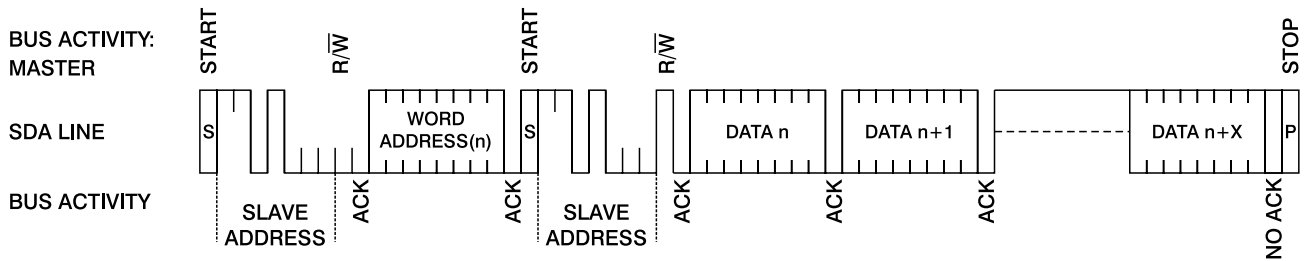 BUS ACTIVITY:
MASTER
START
R/W
START
R/W
STOP
SDA LINE
S
WORD
ADDRESS(n)
S
DATA n
DATA n+1
DATA n+X
P
BUS ACTIVITY
SLAVE
ADDRESS
ACK
ACK
SLAVE
ADDRESS
ACK
ACK
ACK
NO ACK